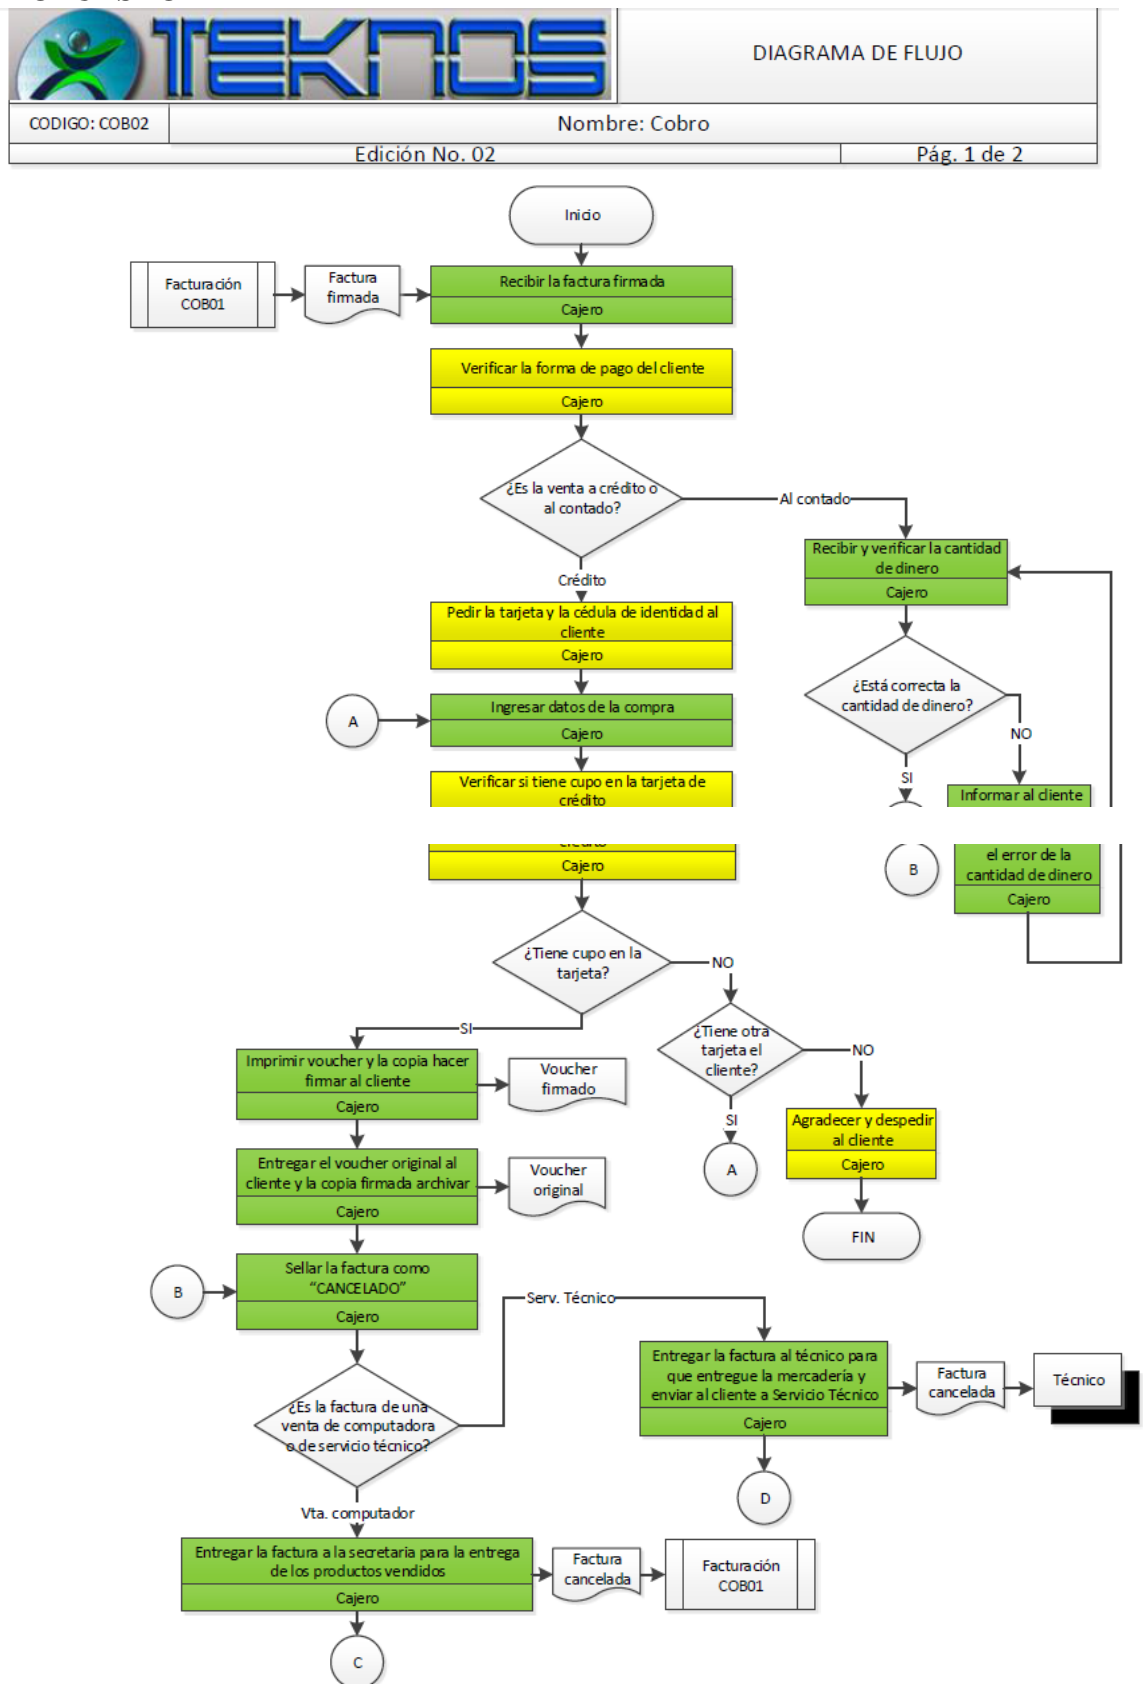 TEKNOS
DIAGRAMA DE FLUJO
CODIGO: COB02
Nombre: Cobro
Edición No. 02
Pág. 1 de 2
Inicio
Facturación
COB01
Factura
firmada
Recibir la factura firmada
Cajero
Verificar la forma de pago del cliente
Cajero
¿Es la venta a crédito o
al contado?
Al contado
Crédito
Recibir y verificar la cantidad
de dinero
Cajero
Pedir la tarjeta y la cédula de identidad al
cliente
Cajero
¿Está correcta la
cantidad de dinero?
NO
SI
A
Ingresar datos de la compra
Cajero
Verificar si tiene cupo en la tarjeta de
crédito
Informar al cliente
Cajero
B
el error de la
cantidad de dinero
Cajero
¿Tiene cupo en la
tarjeta?
NO
SI
¿Tiene otra
tarjeta el
cliente?
NO
SI
Imprimir voucher y la copia hacer
firmar al cliente
Cajero
Voucher
firmado
Agradecer y despedir
al cliente
Cajero
A
FIN
Entregar el voucher original al
cliente y la copia firmada archivar
Cajero
Voucher
original
B
Sellar la factura como
“CANCELADO”
Cajero
Serv. Técnico
Entregar la factura al técnico para
que entregue la mercadería y
enviar al cliente a Servicio Técnico
Cajero
Factura
cancelada
Técnico
¿Es la factura de una
venta de computadora
o de servicio técnico?
D
Vta. computador
Entregar la factura a la secretaria para la entrega
de los productos vendidos
Cajero
Factura
cancelada
Facturación
COB01
C